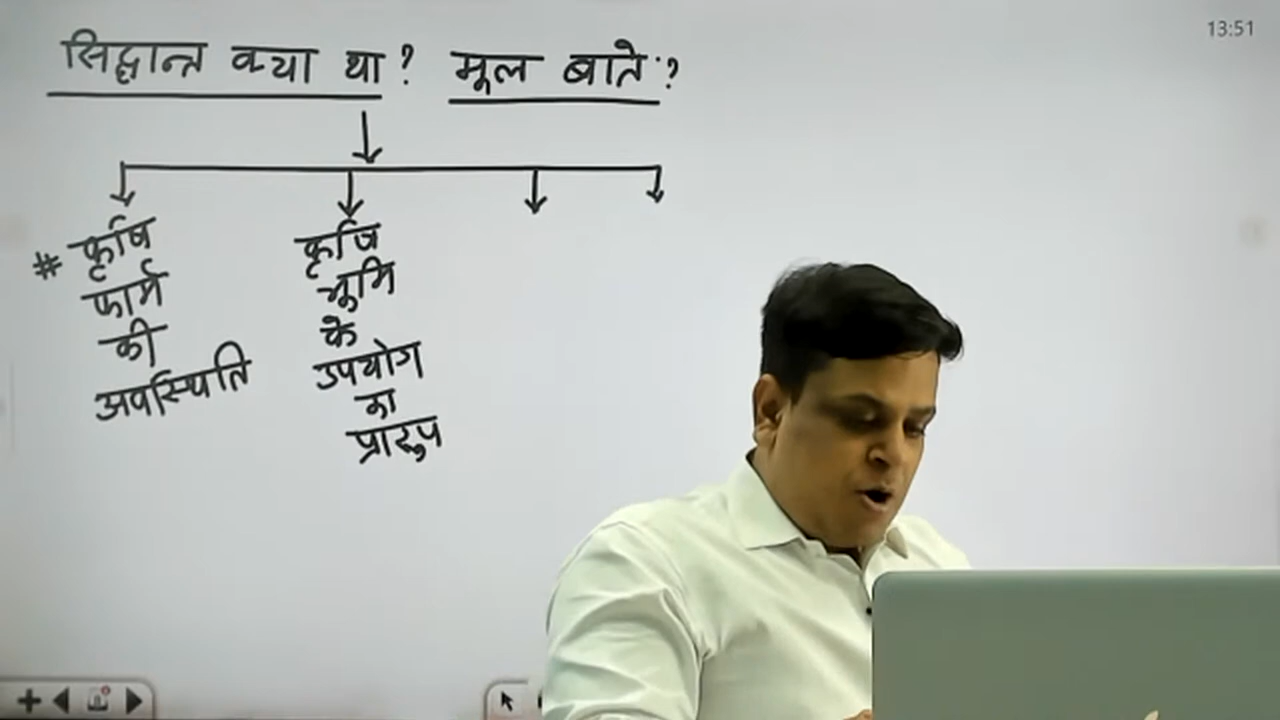 13:51
सिद्धान्त क्या था? मूल बाते?
# कृषि
फार्म
की
अवस्थिति
कृषि
भूमि
के
उपयोग
का
प्रारुप